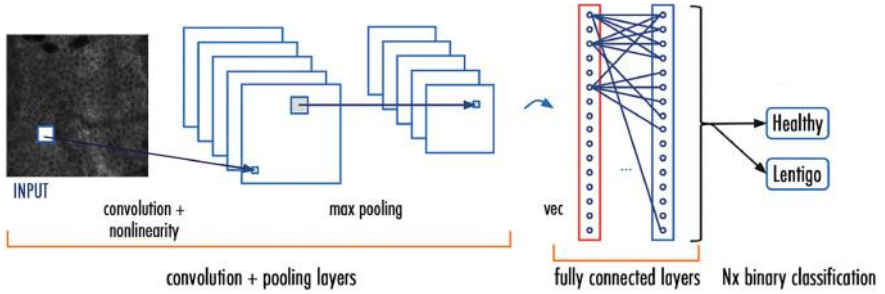 INPUT
convolution +
nonlinearity
max pooling
vec
...
Healthy
Lentigo
convolution + pooling layers
fully connected layers
Nx binary classification